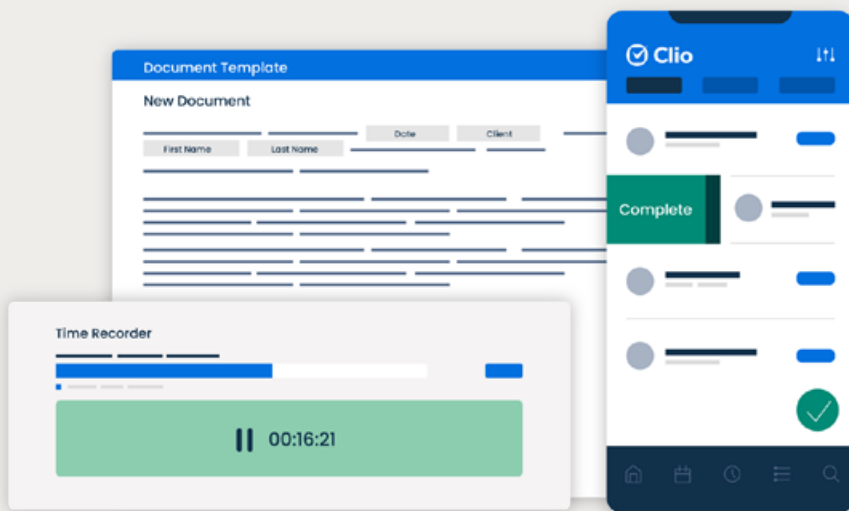 Document Template
New Document
Date Client
First Name Last Name
Time Recorder
00:16:21
Clio
Complete